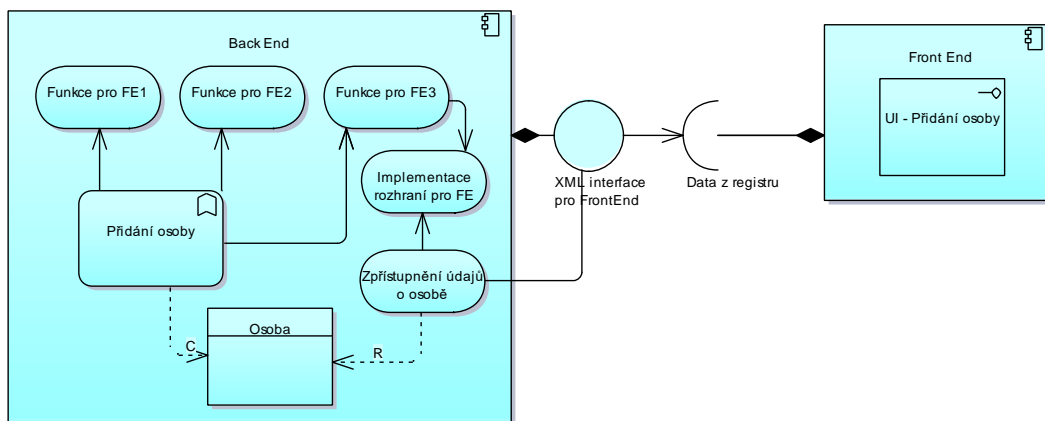 Back End
Funkce pro FE1
Funkce pro FE2
Funkce pro FE3
Implementace
rozhraní pro FE
Přidání osoby
Zpřístupnění údajů
o osobě
Osoba
C
R
XML interface
pro FrontEnd
Data z registru
Front End
UI - Přidání osoby